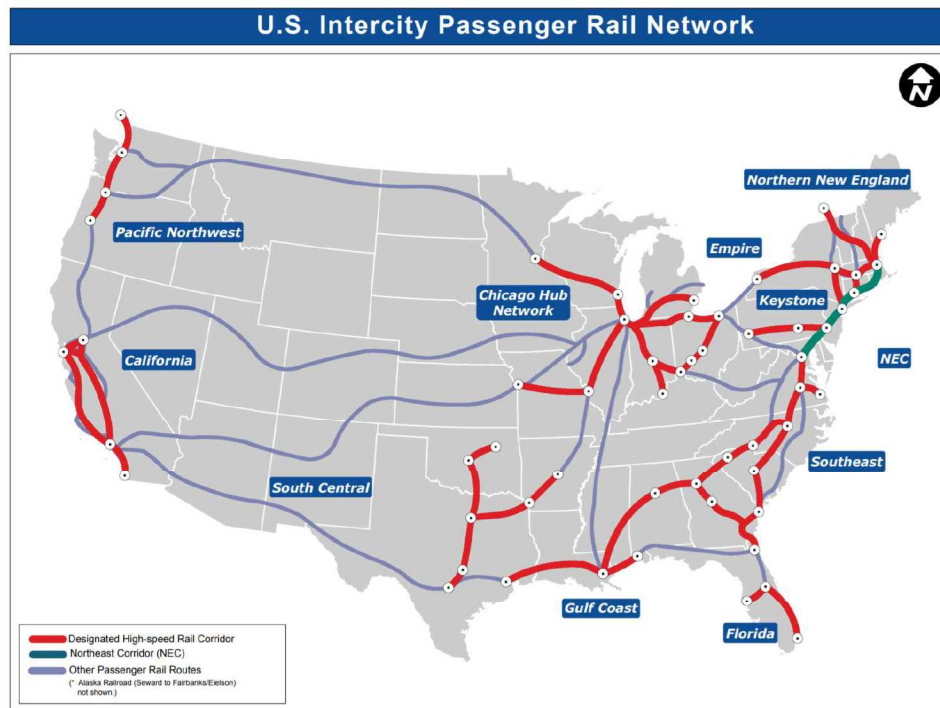 U.S. Intercity Passenger Rail Network
N
Northern New England
Pacific Northwest
Empire
Chicago Hub
Network
Keystone
California
NEC
Southeast
South Central
Gulf Coast
Florida
Designated High-speed Rail Corridor
Northeast Corridor (NEC)
Other Passenger Rail Routes
(* Alaska Railroad (Seward to Fairbanks/Eielson)
not shown.)